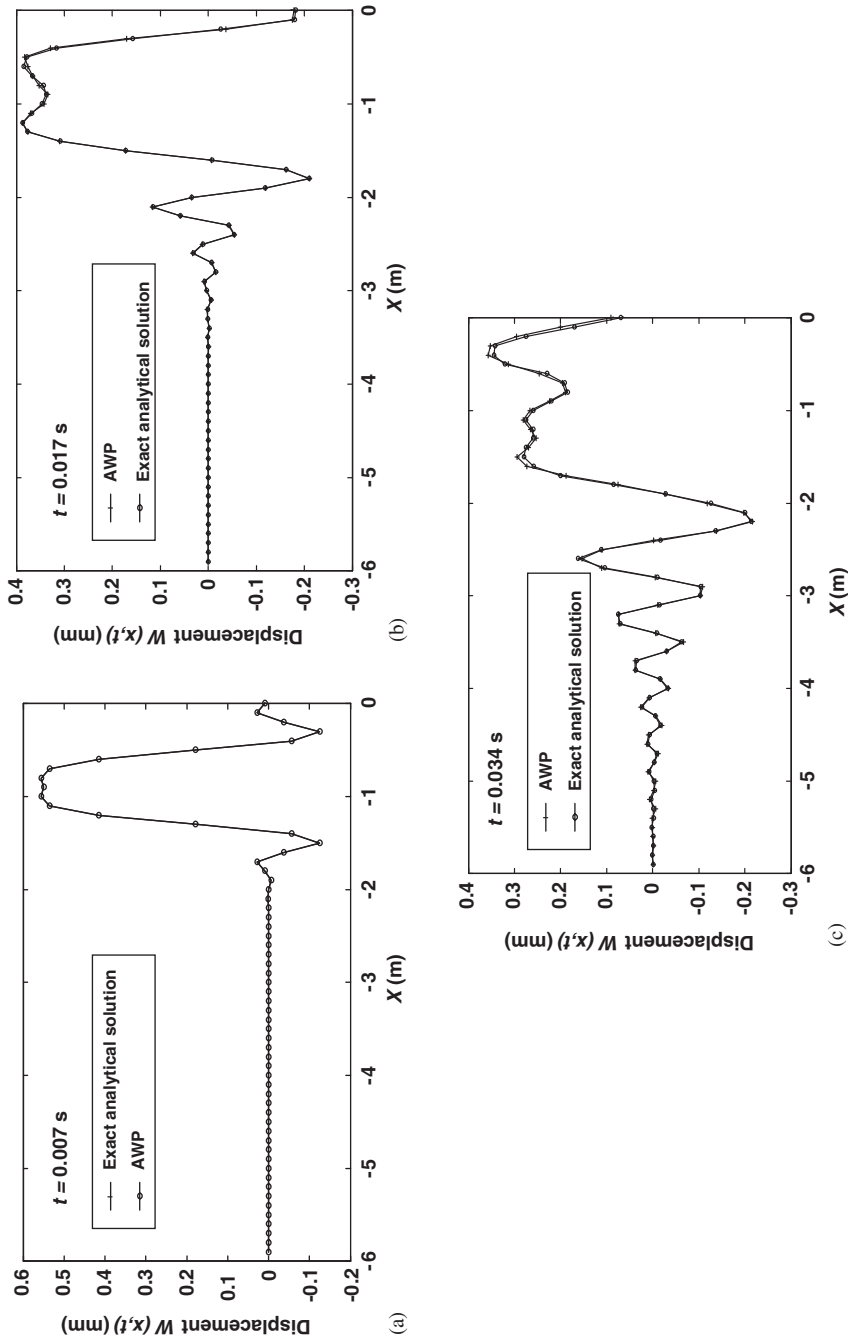 0.6
0.5
0.4
0.3
0.2
0.1
0
-0.1
-0.2
Displacement W (x,t) (mm)
t = 0.007 s
Exact analytical solution
AWP
-6
-5
-4
-3
-2
-1
0
X (m)
(a)
0.4
0.3
0.2
0.1
0
-0.1
-0.2
-0.3
Displacement W (x,t) (mm)
t = 0.017 s
AWP
Exact analytical solution
-6
-5
-4
-3
-2
-1
0
X (m)
(b)
0.4
0.3
0.2
0.1
0
-0.1
-0.2
-0.3
Displacement W (x,t) (mm)
t = 0.034 s
AWP
Exact analytical solution
-6
-5
-4
-3
-2
-1
0
X (m)
(c)